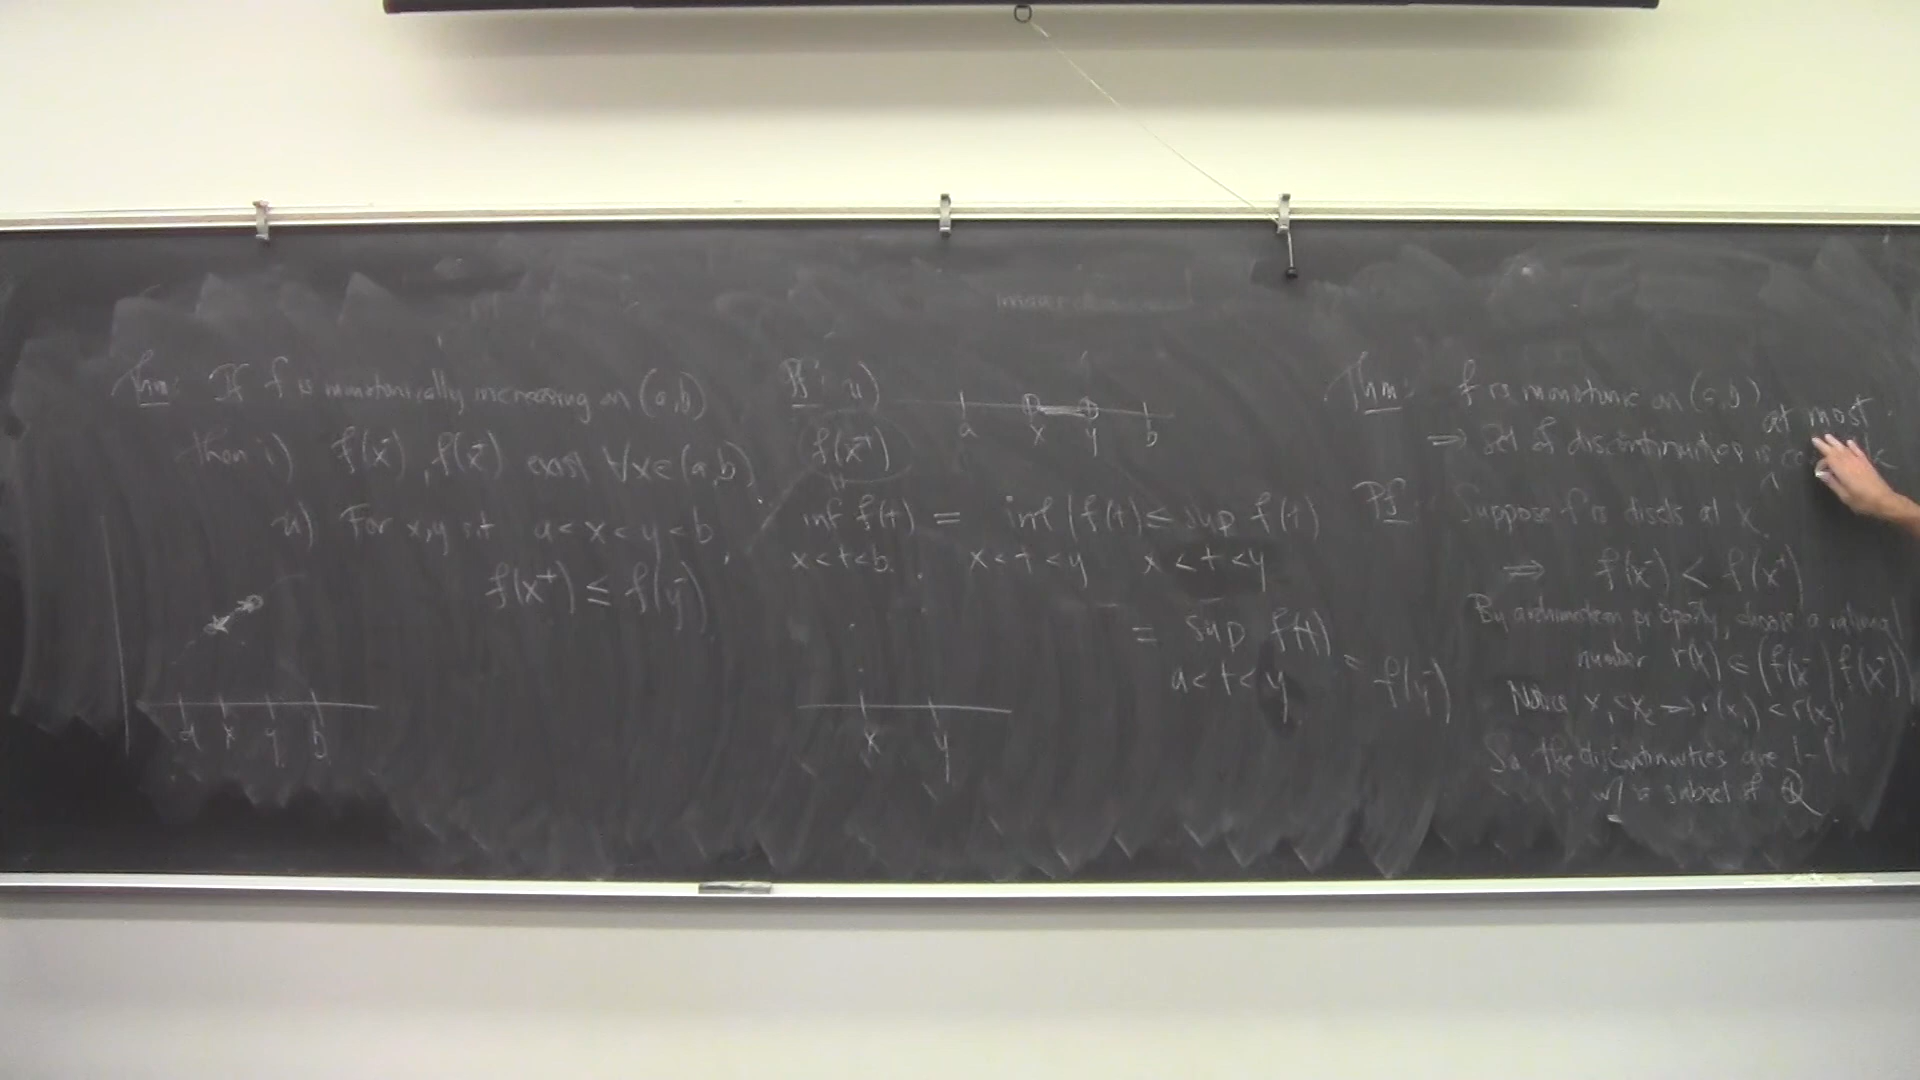 Thm: If f is monotonically increasing on (a,b)
then i) f(x⁺), f(x⁻) exist ∀x∈(a,b)
ii) For x,y s.t. a < x < y < b,
f(x⁺) ≤ f(y⁻)
a x y b
Pf: ii)
a x y b
f(x⁺)
inf f(t) = inf f(t) ≤ sup f(t)
x<t<b x<t<y x<t<y
= sup f(t)
a<t<y
= f(y⁻)
x y
Thm: f is monotonic on (a,b)
at most
⇒ Set of discontinuities is
Pf: Suppose f is discts at x
⇒ f(x⁻) < f(x⁺)
By archimedean property, choose a rational
number r(x) ∈ (f(x⁻), f(x⁺))
Notice x₁<x₂ ⇒ r(x₁) < r(x₂)
So the discontinuities are 1-1
w/ a subset of ℚ